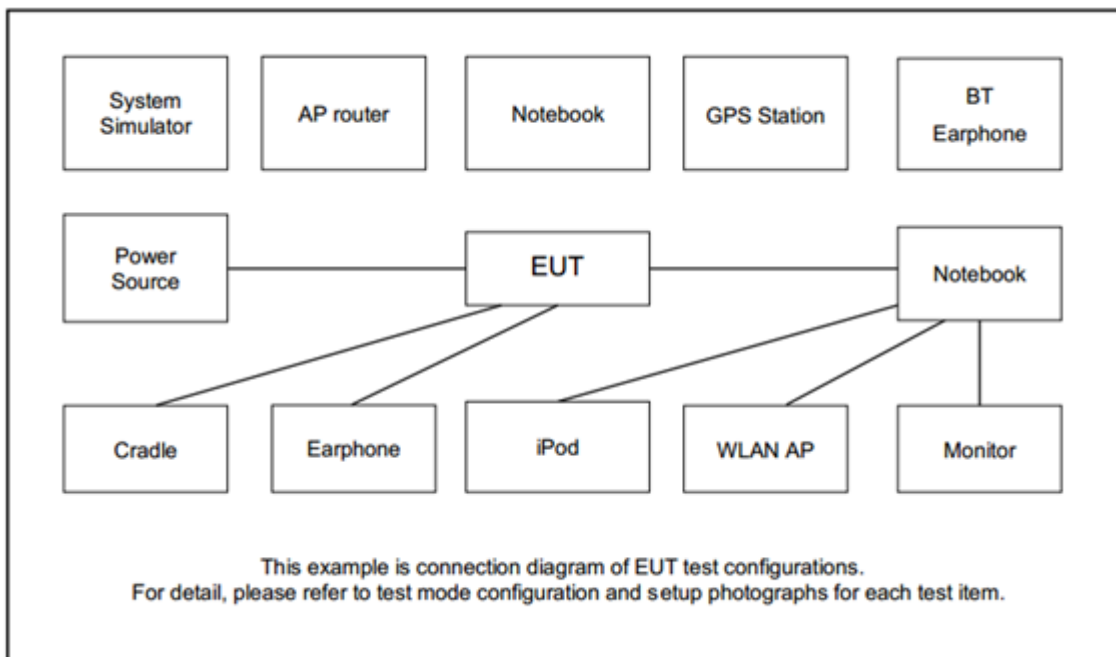 System
Simulator
AP router
Notebook
GPS Station
BT
Earphone
Power
Source
EUT
Notebook
Cradle
Earphone
iPod
WLAN AP
Monitor
This example is connection diagram of EUT test configurations.
For detail, please refer to test mode configuration and setup photographs for each test item.